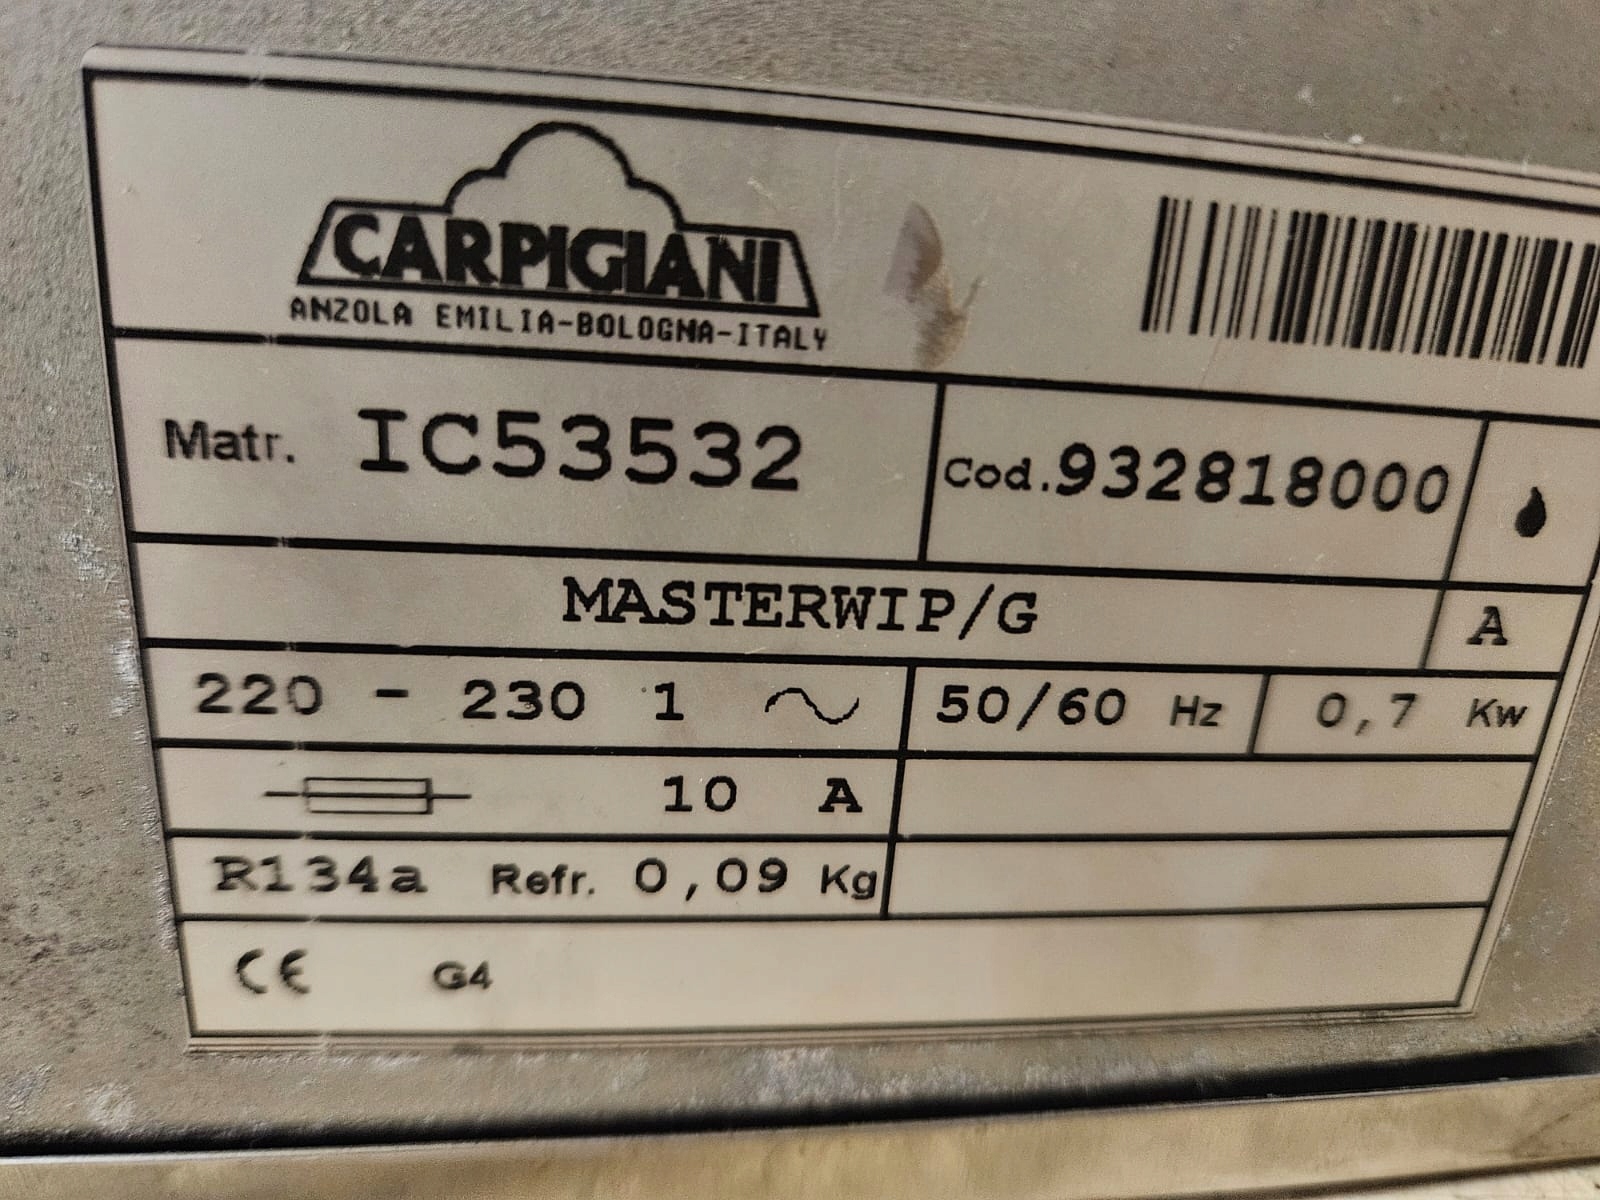 CARPIGIANI
ANZOLA EMILIA-BOLOGNA-ITALY
Matr. IC53532 Cod.932818000
MASTERWIP/G A
220 - 230 1 50/60 Hz 0,7 Kw
10 A
R134a Refr. 0,09 Kg
CE G4